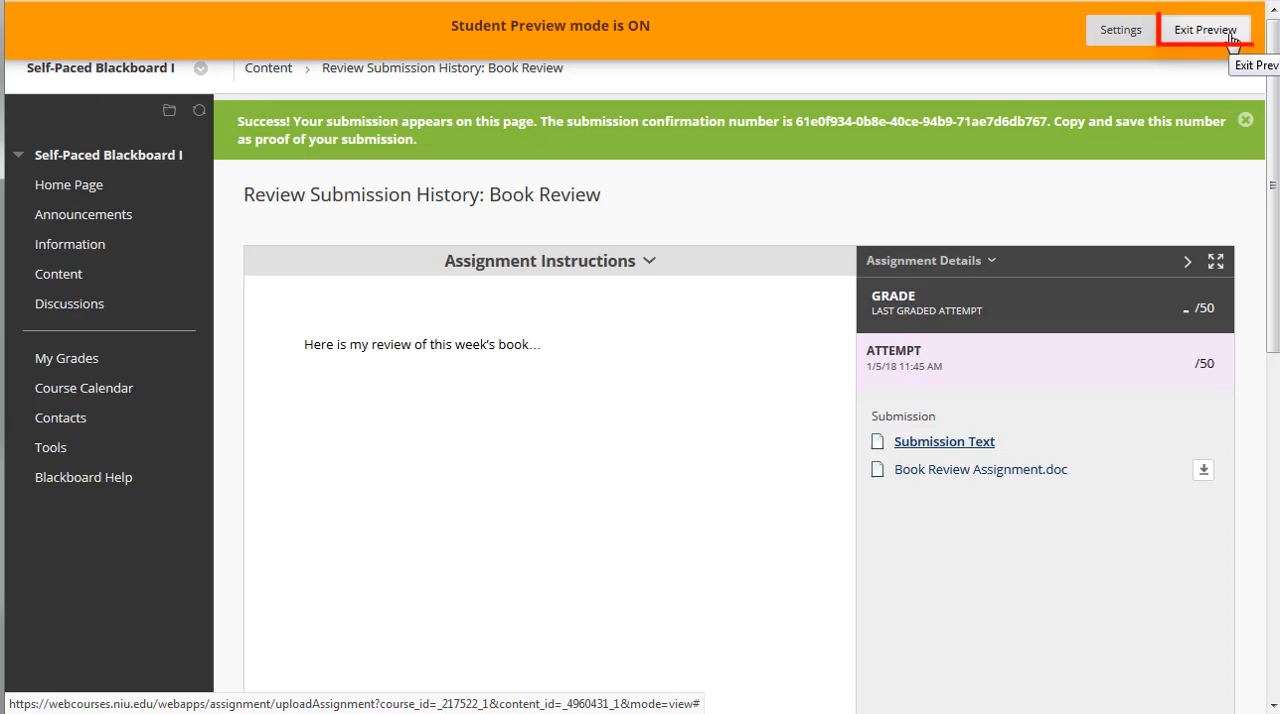 Student Preview mode is ON
Settings
Exit Preview
Exit Prev
Self-Paced Blackboard I
Content
Review Submission History: Book Review
Success! Your submission appears on this page. The submission confirmation number is 61e0f934-0b8e-40ce-94b9-71ae7d6db767. Copy and save this number
as proof of your submission.
Self-Paced Blackboard I
Home Page
Announcements
Information
Content
Discussions
My Grades
Course Calendar
Contacts
Tools
Blackboard Help
Review Submission History: Book Review
Assignment Instructions
Here is my review of this week's book…
Assignment Details
GRADE
LAST GRADED ATTEMPT
- /50
ATTEMPT
1/5/18 11:45 AM
/50
Submission
Submission Text
Book Review Assignment.doc
https://webcourses.niu.edu/webapps/assignment/uploadAssignment?course_id=_217522_1&content_id=_4960431_1&mode=view#